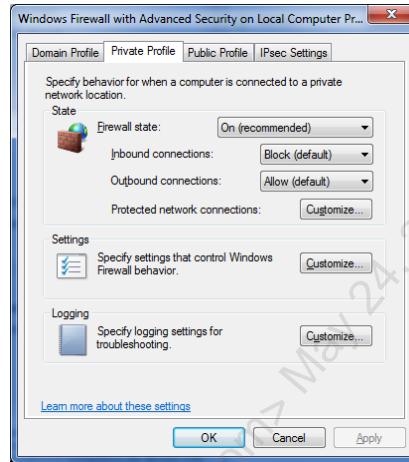 Windows Firewall with Advanced Security on Local Computer Pr...
Domain Profile Private Profile Public Profile IPsec Settings
Specify behavior for when a computer is connected to a private
network location.
State
Firewall state: On (recommended)
Inbound connections: Block (default)
Outbound connections: Allow (default)
Protected network connections: Customize...
Settings
Specify settings that control Windows
Firewall behavior.
Customize...
Logging
Specify logging settings for
troubleshooting.
Customize...
Learn more about these settings
OK Cancel Apply
May 24,